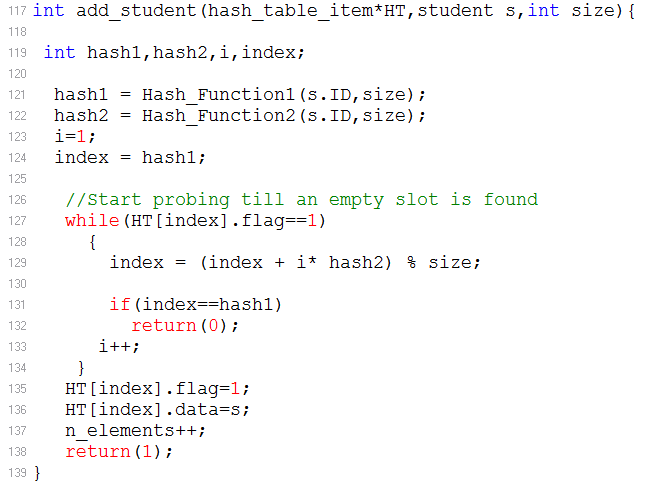 117 int add_student(hash_table_item*HT,student s,int size){
118
119 int hash1,hash2,i,index;
120
121 hash1 = Hash_Function1(s.ID,size);
122 hash2 = Hash_Function2(s.ID,size);
123 i=1;
124 index = hash1;
125
126 //Start probing till an empty slot is found
127 while(HT[index].flag==1)
128 {
129 index = (index + i* hash2) % size;
130
131 if(index==hash1)
132 return(0);
133 i++;
134 }
135 HT[index].flag=1;
136 HT[index].data=s;
137 n_elements++;
138 return(1);
139 }